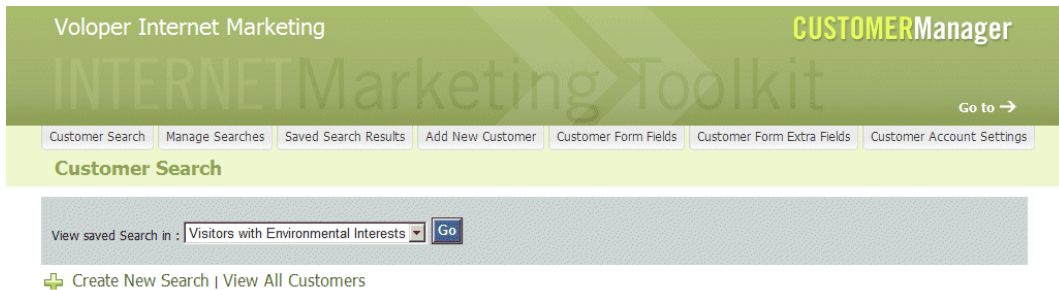 Voloper Internet Marketing
CUSTOMERManager
INTERNETMarketing Toolkit
Go to →
Customer Search Manage Searches Saved Search Results Add New Customer Customer Form Fields Customer Form Extra Fields Customer Account Settings
Customer Search
View saved Search in : Visitors with Environmental Interests Go
Create New Search | View All Customers